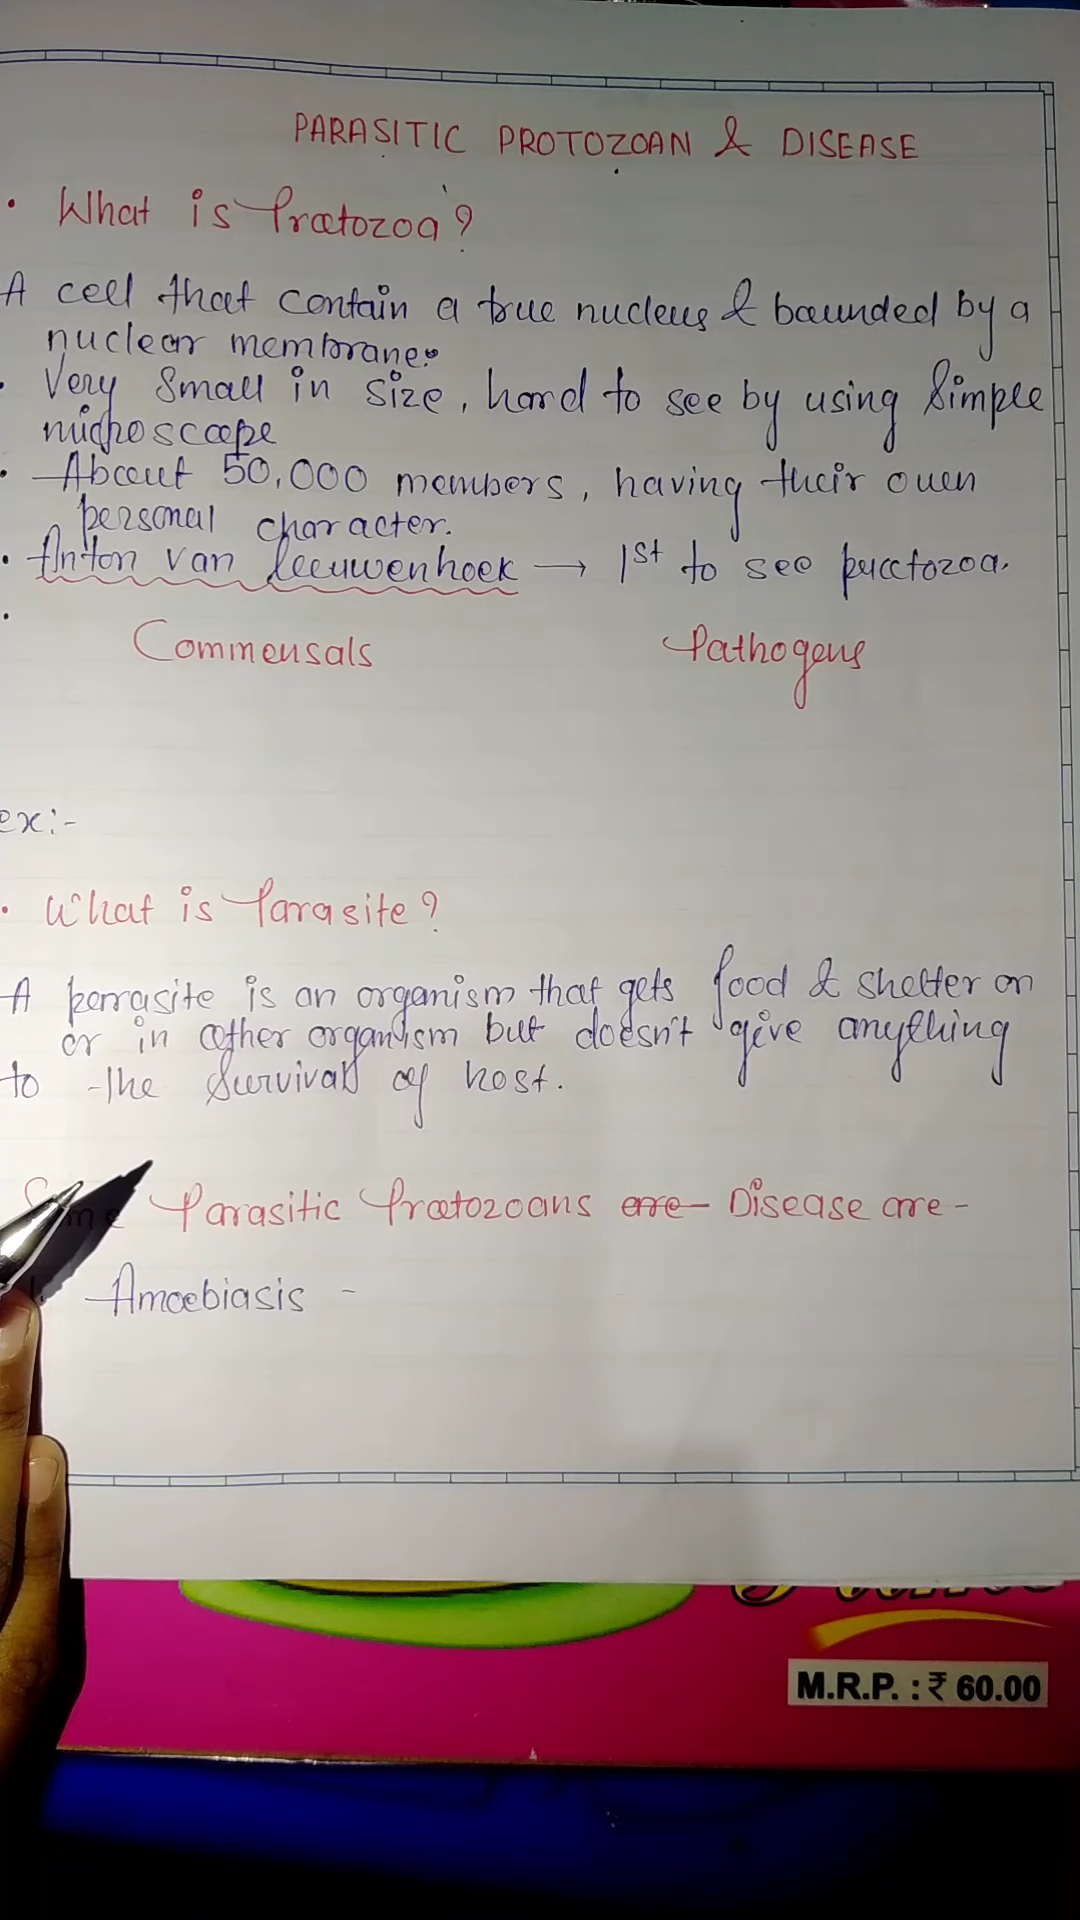 PARASITIC PROTOZOAN & DISEASE
• What is Protozoa?
A cell that contain a true nucleus & bounded by a
nuclear membrane.
• Very Small in size, hard to see by using Simple
microscope
• About 50,000 members, having their own
personal character.
• Anton van leeuwenhoek → 1st to see protozoa.
•
Commensals Pathogens
ex:-
• What is Parasite?
A parasite is an organism that gets food & shelter on
or in other organism but doesn't give anything
to the Survival of host.
Parasitic Protozoans are Disease are -
Amoebiasis -
M.R.P. : ₹ 60.00